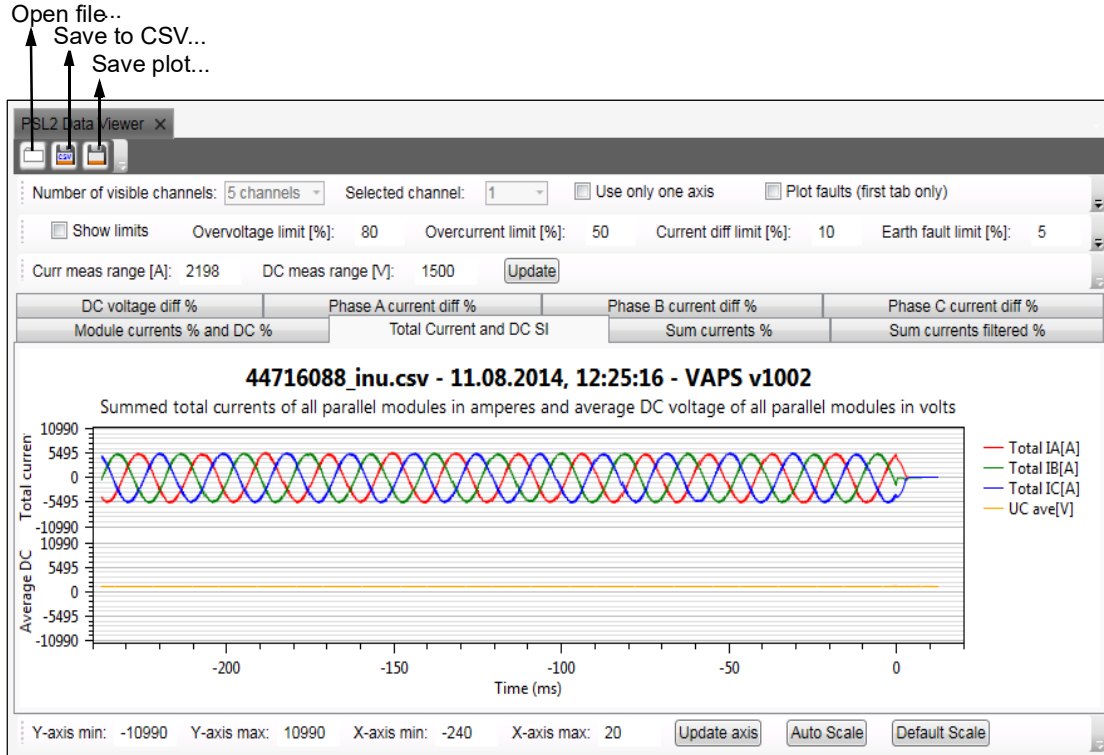 Open file...
Save to CSV...
Save plot...
PSL2 Data Viewer ×
CSV
Number of visible channels: 5 channels Selected channel: 1 Use only one axis Plot faults (first tab only)
Show limits Overvoltage limit [%]: 80 Overcurrent limit [%]: 50 Current diff limit [%]: 10 Earth fault limit [%]: 5
Curr meas range [A]: 2198 DC meas range [V]: 1500 Update
DC voltage diff % Phase A current diff % Phase B current diff % Phase C current diff %
Module currents % and DC % Total Current and DC SI Sum currents % Sum currents filtered %
44716088_inu.csv - 11.08.2014, 12:25:16 - VAPS v1002
Summed total currents of all parallel modules in amperes and average DC voltage of all parallel modules in volts
Total curren
10990
5495
0
-5495
-10990
Average DC
10990
5495
0
-5495
-10990
Total IA[A]
Total IB[A]
Total IC[A]
UC ave[V]
-200 -150 -100 -50 0
Time (ms)
Y-axis min: -10990 Y-axis max: 10990 X-axis min: -240 X-axis max: 20 Update axis Auto Scale Default Scale